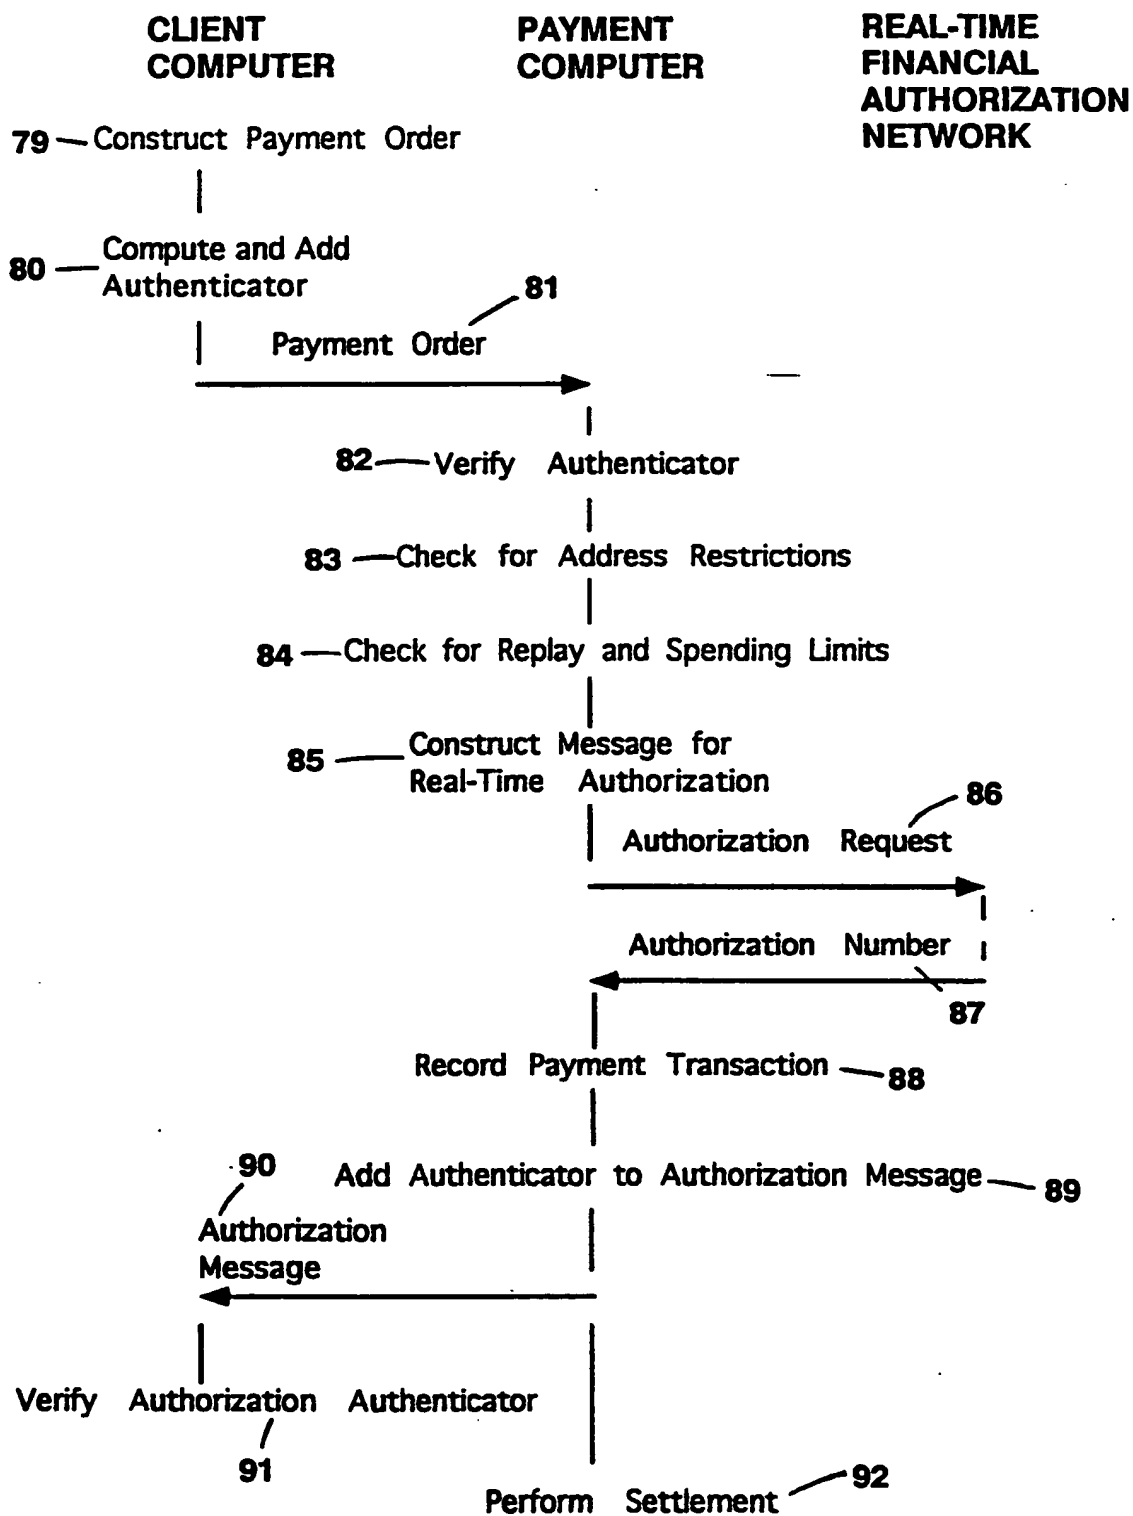 CLIENT
COMPUTER
PAYMENT
COMPUTER
REAL-TIME
FINANCIAL
AUTHORIZATION
NETWORK
79 Construct Payment Order
80 Compute and Add
Authenticator
81
Payment Order
82 Verify Authenticator
83 Check for Address Restrictions
84 Check for Replay and Spending Limits
85 Construct Message for
Real-Time Authorization
86
Authorization Request
Authorization Number
87
Record Payment Transaction 88
90
Add Authenticator to Authorization Message 89
Authorization
Message
Verify Authorization Authenticator
91
92
Perform Settlement